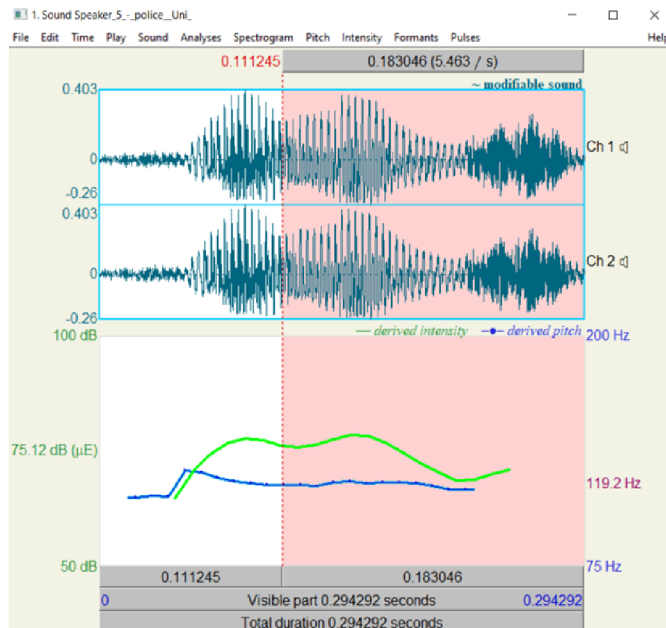 1. Sound Speaker_5_-_police__Uni_
File Edit Time Play Sound Analyses Spectrogram Pitch Intensity Formants Pulses Help
0.111245 0.183046 (5.463 / s)
~ modifiable sound
0.403
0 Ch 1
-0.26
0.403
0 Ch 2
-0.26
derived intensity derived pitch
100 dB 200 Hz
75.12 dB (µE)
119.2 Hz
50 dB 75 Hz
0.111245 0.183046
0 Visible part 0.294292 seconds 0.294292
Total duration 0.294292 seconds